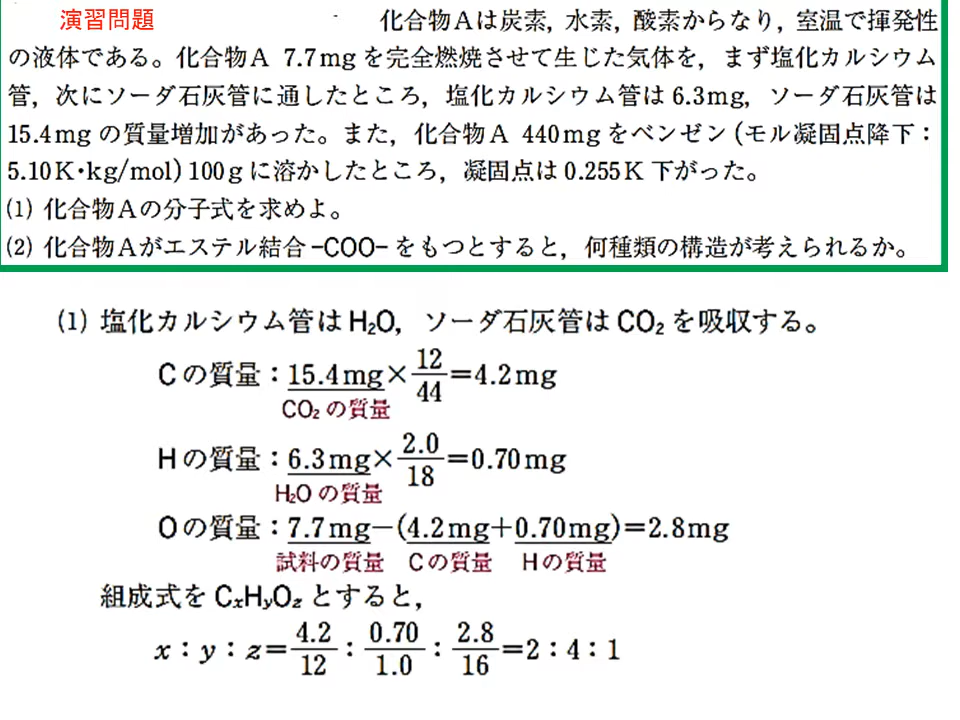 演習問題 化合物Aは炭素，水素，酸素からなり，室温で揮発性
の液体である。化合物A 7.7mgを完全燃焼させて生じた気体を，まず塩化カルシウム
管，次にソーダ石灰管に通したところ，塩化カルシウム管は6.3mg，ソーダ石灰管は
15.4mgの質量増加があった。また，化合物A 440mgをベンゼン(モル凝固点降下：
5.10K・kg/mol)100gに溶かしたところ，凝固点は0.255K下がった。
(1) 化合物Aの分子式を求めよ。
(2) 化合物Aがエステル結合-COO-をもつとすると，何種類の構造が考えられるか。
(1) 塩化カルシウム管はH₂O，ソーダ石灰管はCO₂を吸収する。
Cの質量：15.4mg×12/44=4.2mg
CO₂の質量
Hの質量：6.3mg×2.0/18=0.70mg
H₂Oの質量
Oの質量：7.7mg−(4.2mg+0.70mg)=2.8mg
試料の質量 Cの質量 Hの質量
組成式をCxHyOzとすると，
x：y：z=4.2/12：0.70/1.0：2.8/16=2：4：1